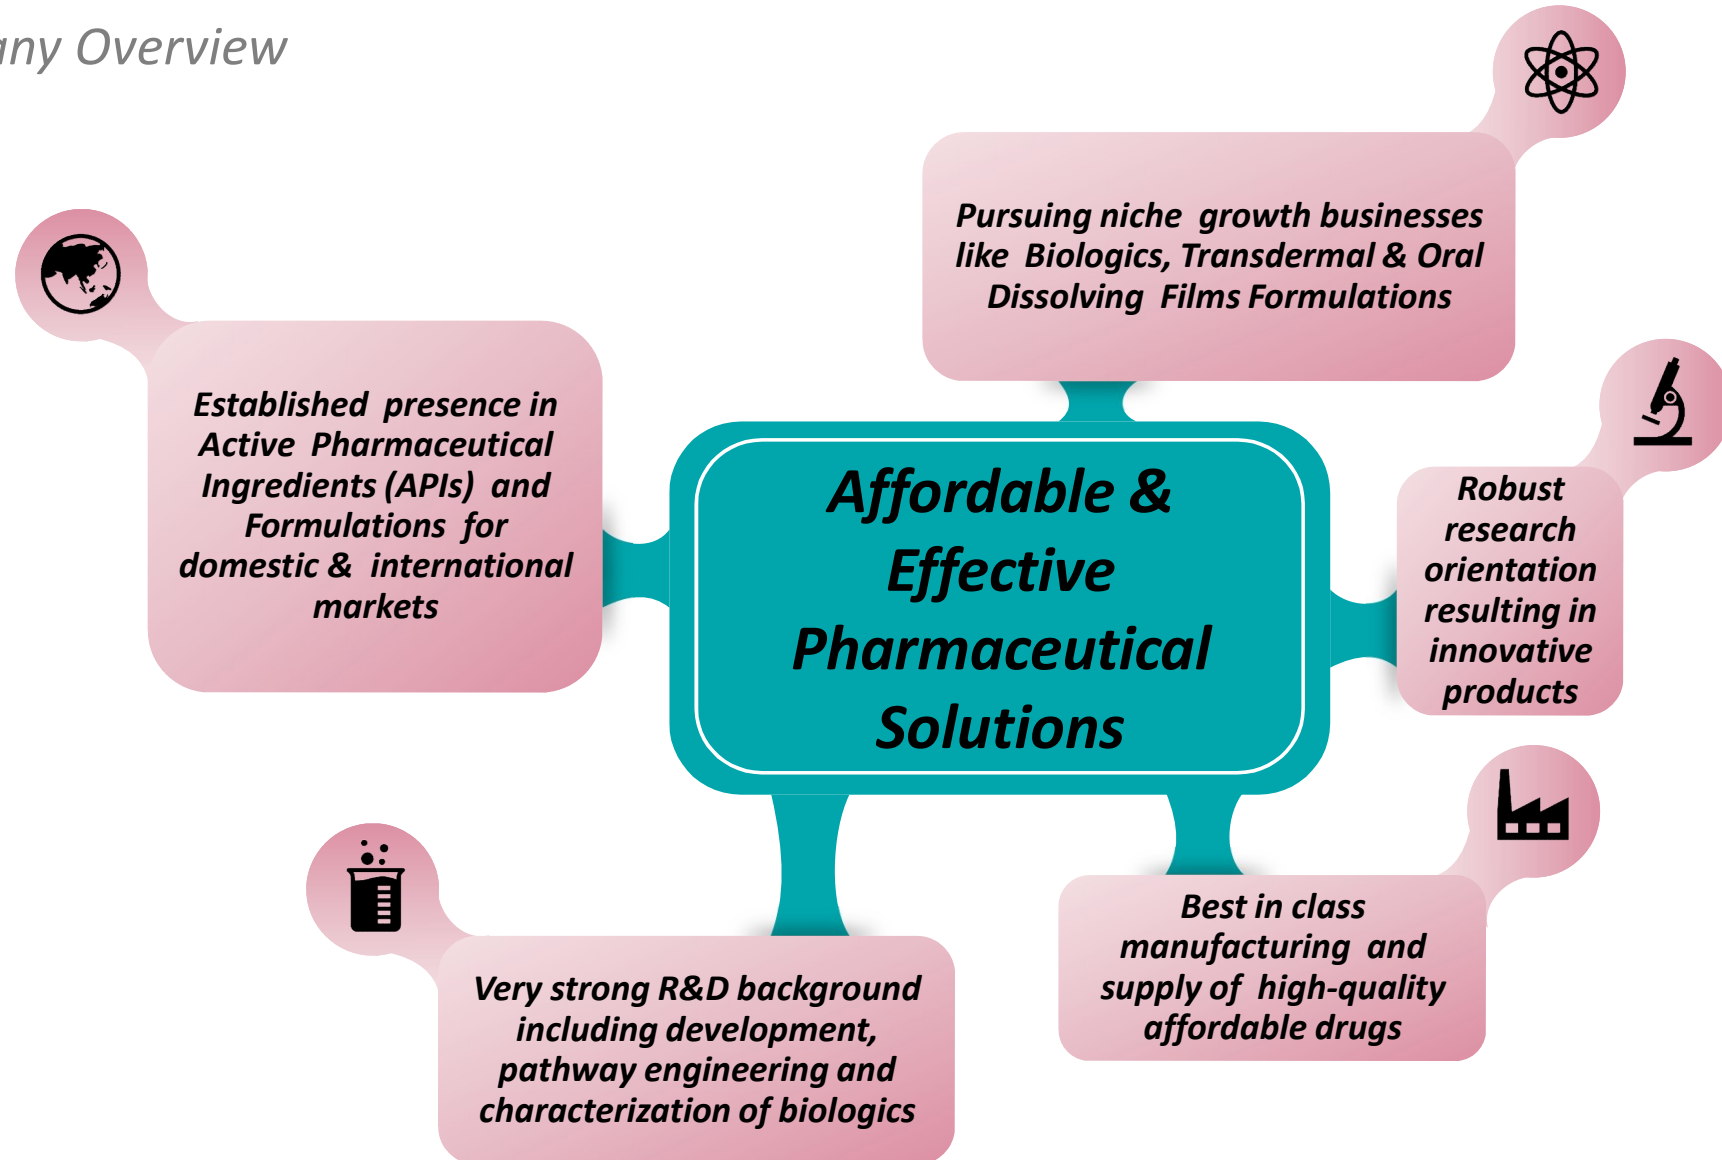 any Overview
Pursuing niche growth businesses
like Biologics, Transdermal & Oral
Dissolving Films Formulations
Established presence in
Active Pharmaceutical
Ingredients (APIs) and
Formulations for
domestic & international
markets
Affordable &
Effective
Pharmaceutical
Solutions
Robust
research
orientation
resulting in
innovative
products
Very strong R&D background
including development,
pathway engineering and
characterization of biologics
Best in class
manufacturing and
supply of high-quality
affordable drugs